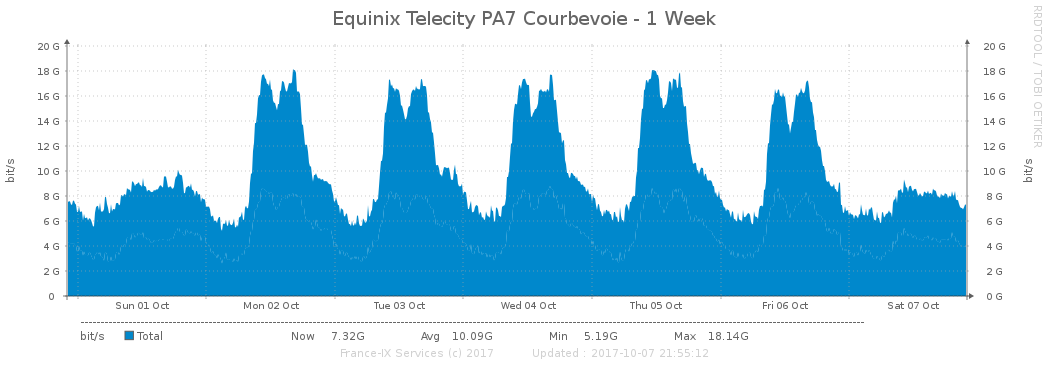 Equinix Telecity PA7 Courbevoie - 1 Week
RRDTOOL / TOBI OETIKER
bit/s
20 G
18 G
16 G
14 G
12 G
10 G
8 G
6 G
4 G
2 G
0
20 G
18 G
16 G
14 G
12 G
10 G
8 G
6 G
4 G
2 G
0 G
bit/s
Sun 01 Oct Mon 02 Oct Tue 03 Oct Wed 04 Oct Thu 05 Oct Fri 06 Oct Sat 07 Oct
bit/s Total Now 7.32G Avg 10.09G Min 5.19G Max 18.14G
France-IX Services (c) 2017 Updated : 2017-10-07 21:55:12